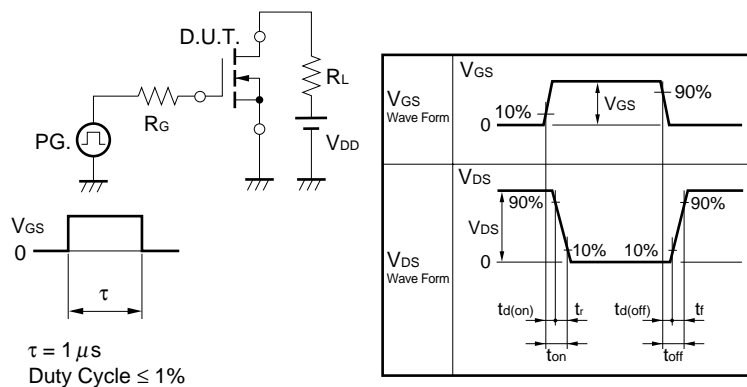 D.U.T.
RL
RG
PG.
VDD
VGS
0
τ
τ = 1 μs
Duty Cycle ≤ 1%
VGS
Wave Form
VGS
10%
0
VGS
90%
VDS
Wave Form
VDS
90%
VDS
0
10%
10%
90%
td(on)
tr
td(off)
tf
ton
toff